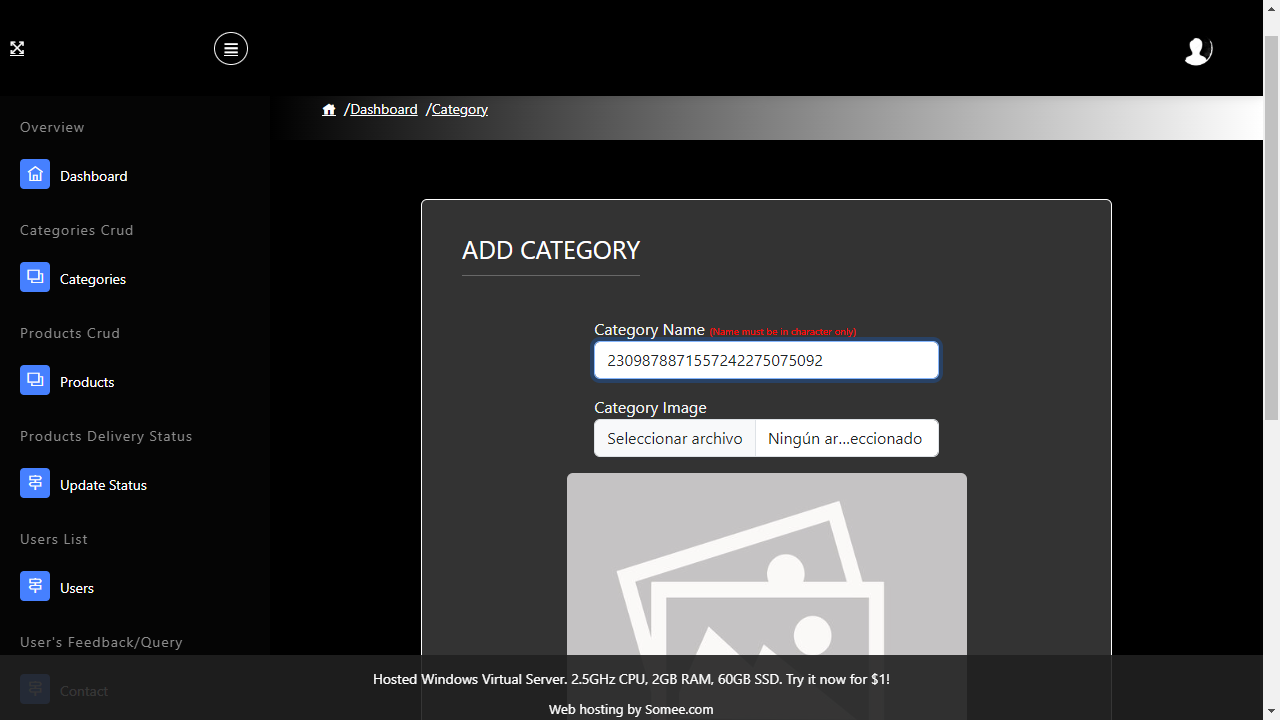 /Dashboard /Category
Overview
Dashboard
Categories Crud
Categories
Products Crud
Products
Products Delivery Status
Update Status
Users List
Users
User's Feedback/Query
Contact
ADD CATEGORY
Category Name (Name must be in character only)
2309878871557242275075092
Category Image
Seleccionar archivo Ningún ar...eccionado
Hosted Windows Virtual Server. 2.5GHz CPU, 2GB RAM, 60GB SSD. Try it now for $1!
Web hosting by Somee.com